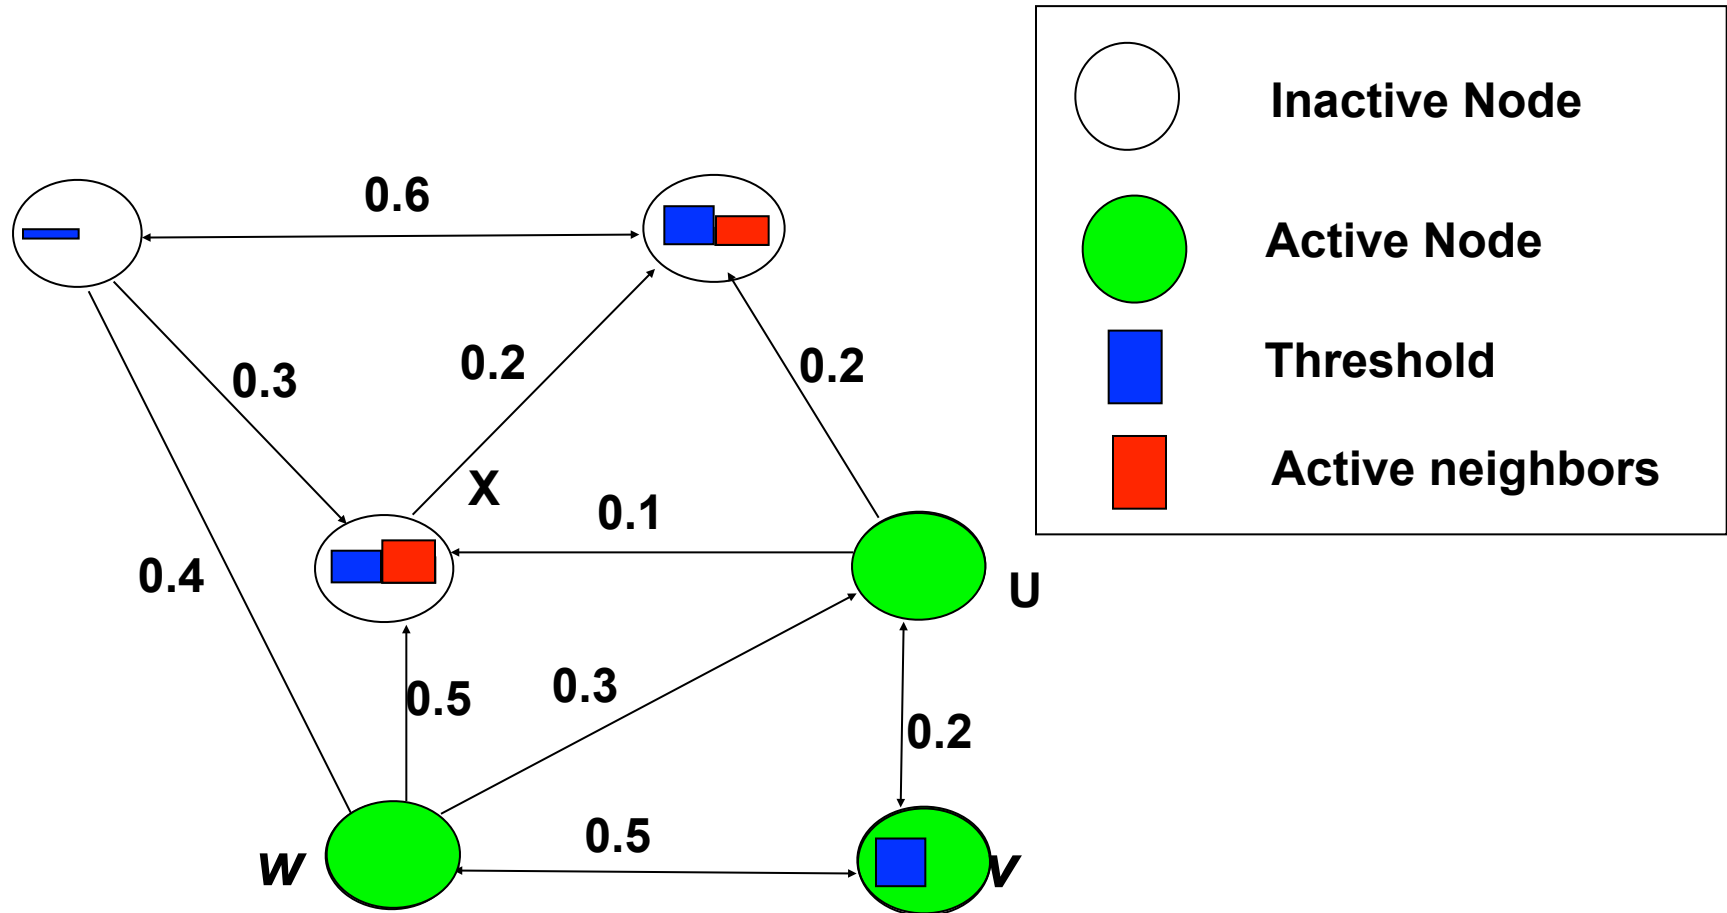 Inactive Node
Active Node
Threshold
Active neighbors
0.6
0.3
0.2
0.2
X
0.1
0.4
U
0.5
0.3
0.2
0.5
w
v